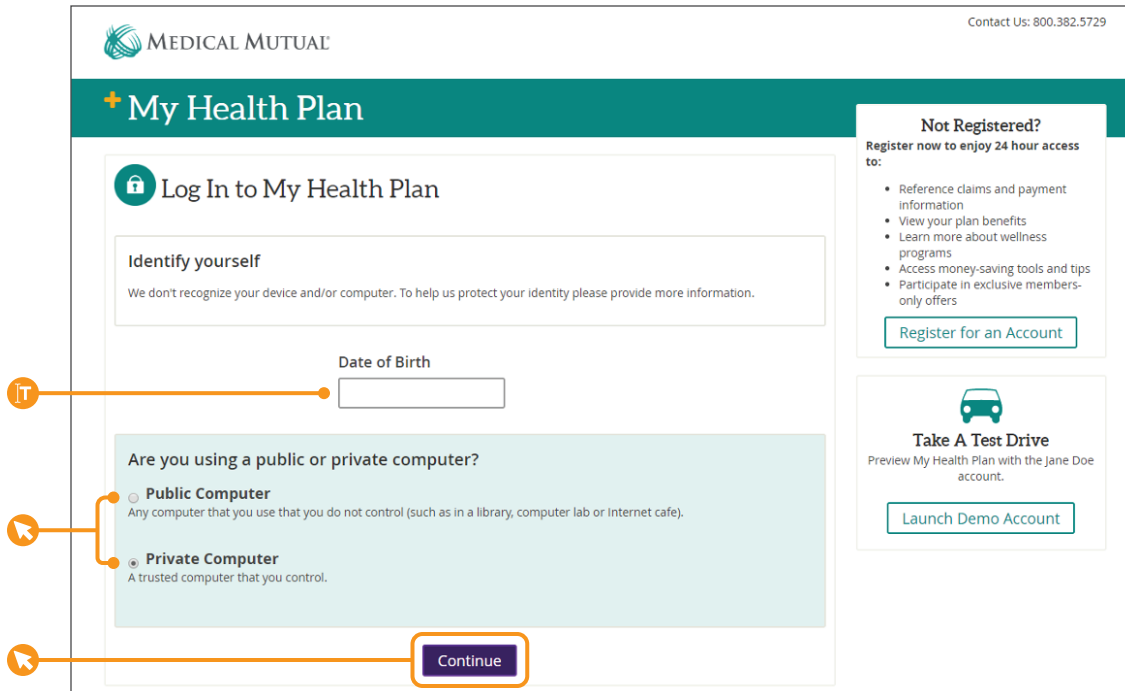 Contact Us: 800.382.5729
MEDICAL MUTUAL®
My Health Plan
Log In to My Health Plan
Identify yourself
We don't recognize your device and/or computer. To help us protect your identity please provide more information.
Date of Birth
T
Are you using a public or private computer?
Public Computer
Any computer that you use that you do not control (such as in a library, computer lab or Internet cafe).
Private Computer
A trusted computer that you control.
Continue
Not Registered?
Register now to enjoy 24 hour access
to:
• Reference claims and payment
information
• View your plan benefits
• Learn more about wellness
programs
• Access money-saving tools and tips
• Participate in exclusive members-
only offers
Register for an Account
Take A Test Drive
Preview My Health Plan with the Jane Doe
account.
Launch Demo Account